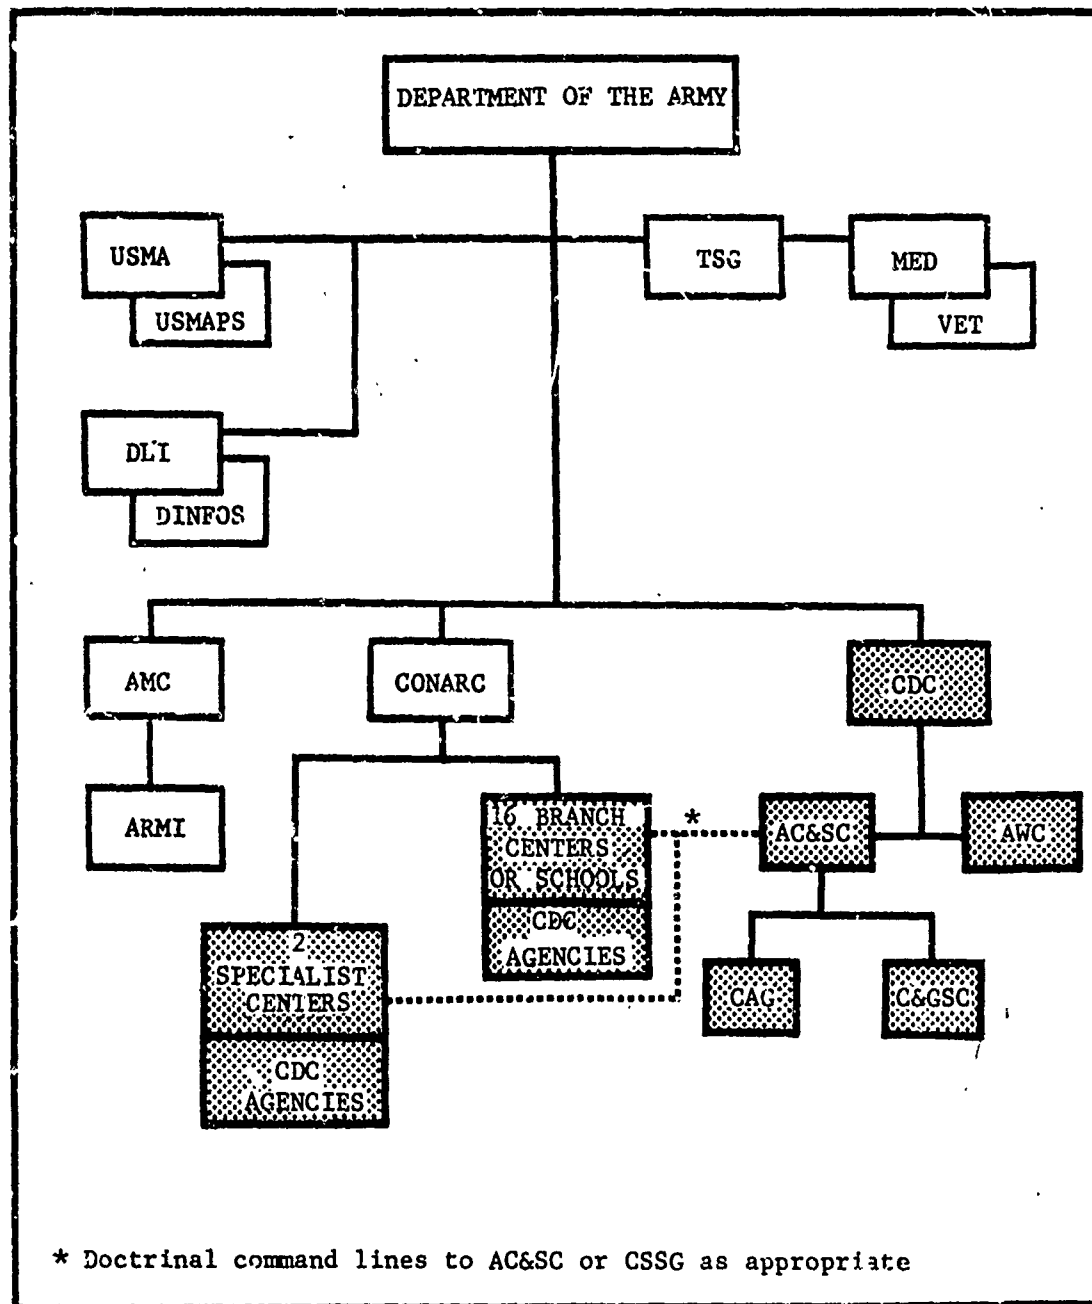 DEPARTMENT OF THE ARMY
USMA
USMAPS
TSG
MED
VET
DLI
DINFOS
AMC
CONARC
CDC
ARMI
16 BRANCH
CENTERS
OR SCHOOLS
CDC
AGENCIES
*
AC&SC
AWC
2
SPECIALIST
CENTERS
CDC
AGENCIES
CAG
C&GSC
* Doctrinal command lines to AC&SC or CSSG as appropriate